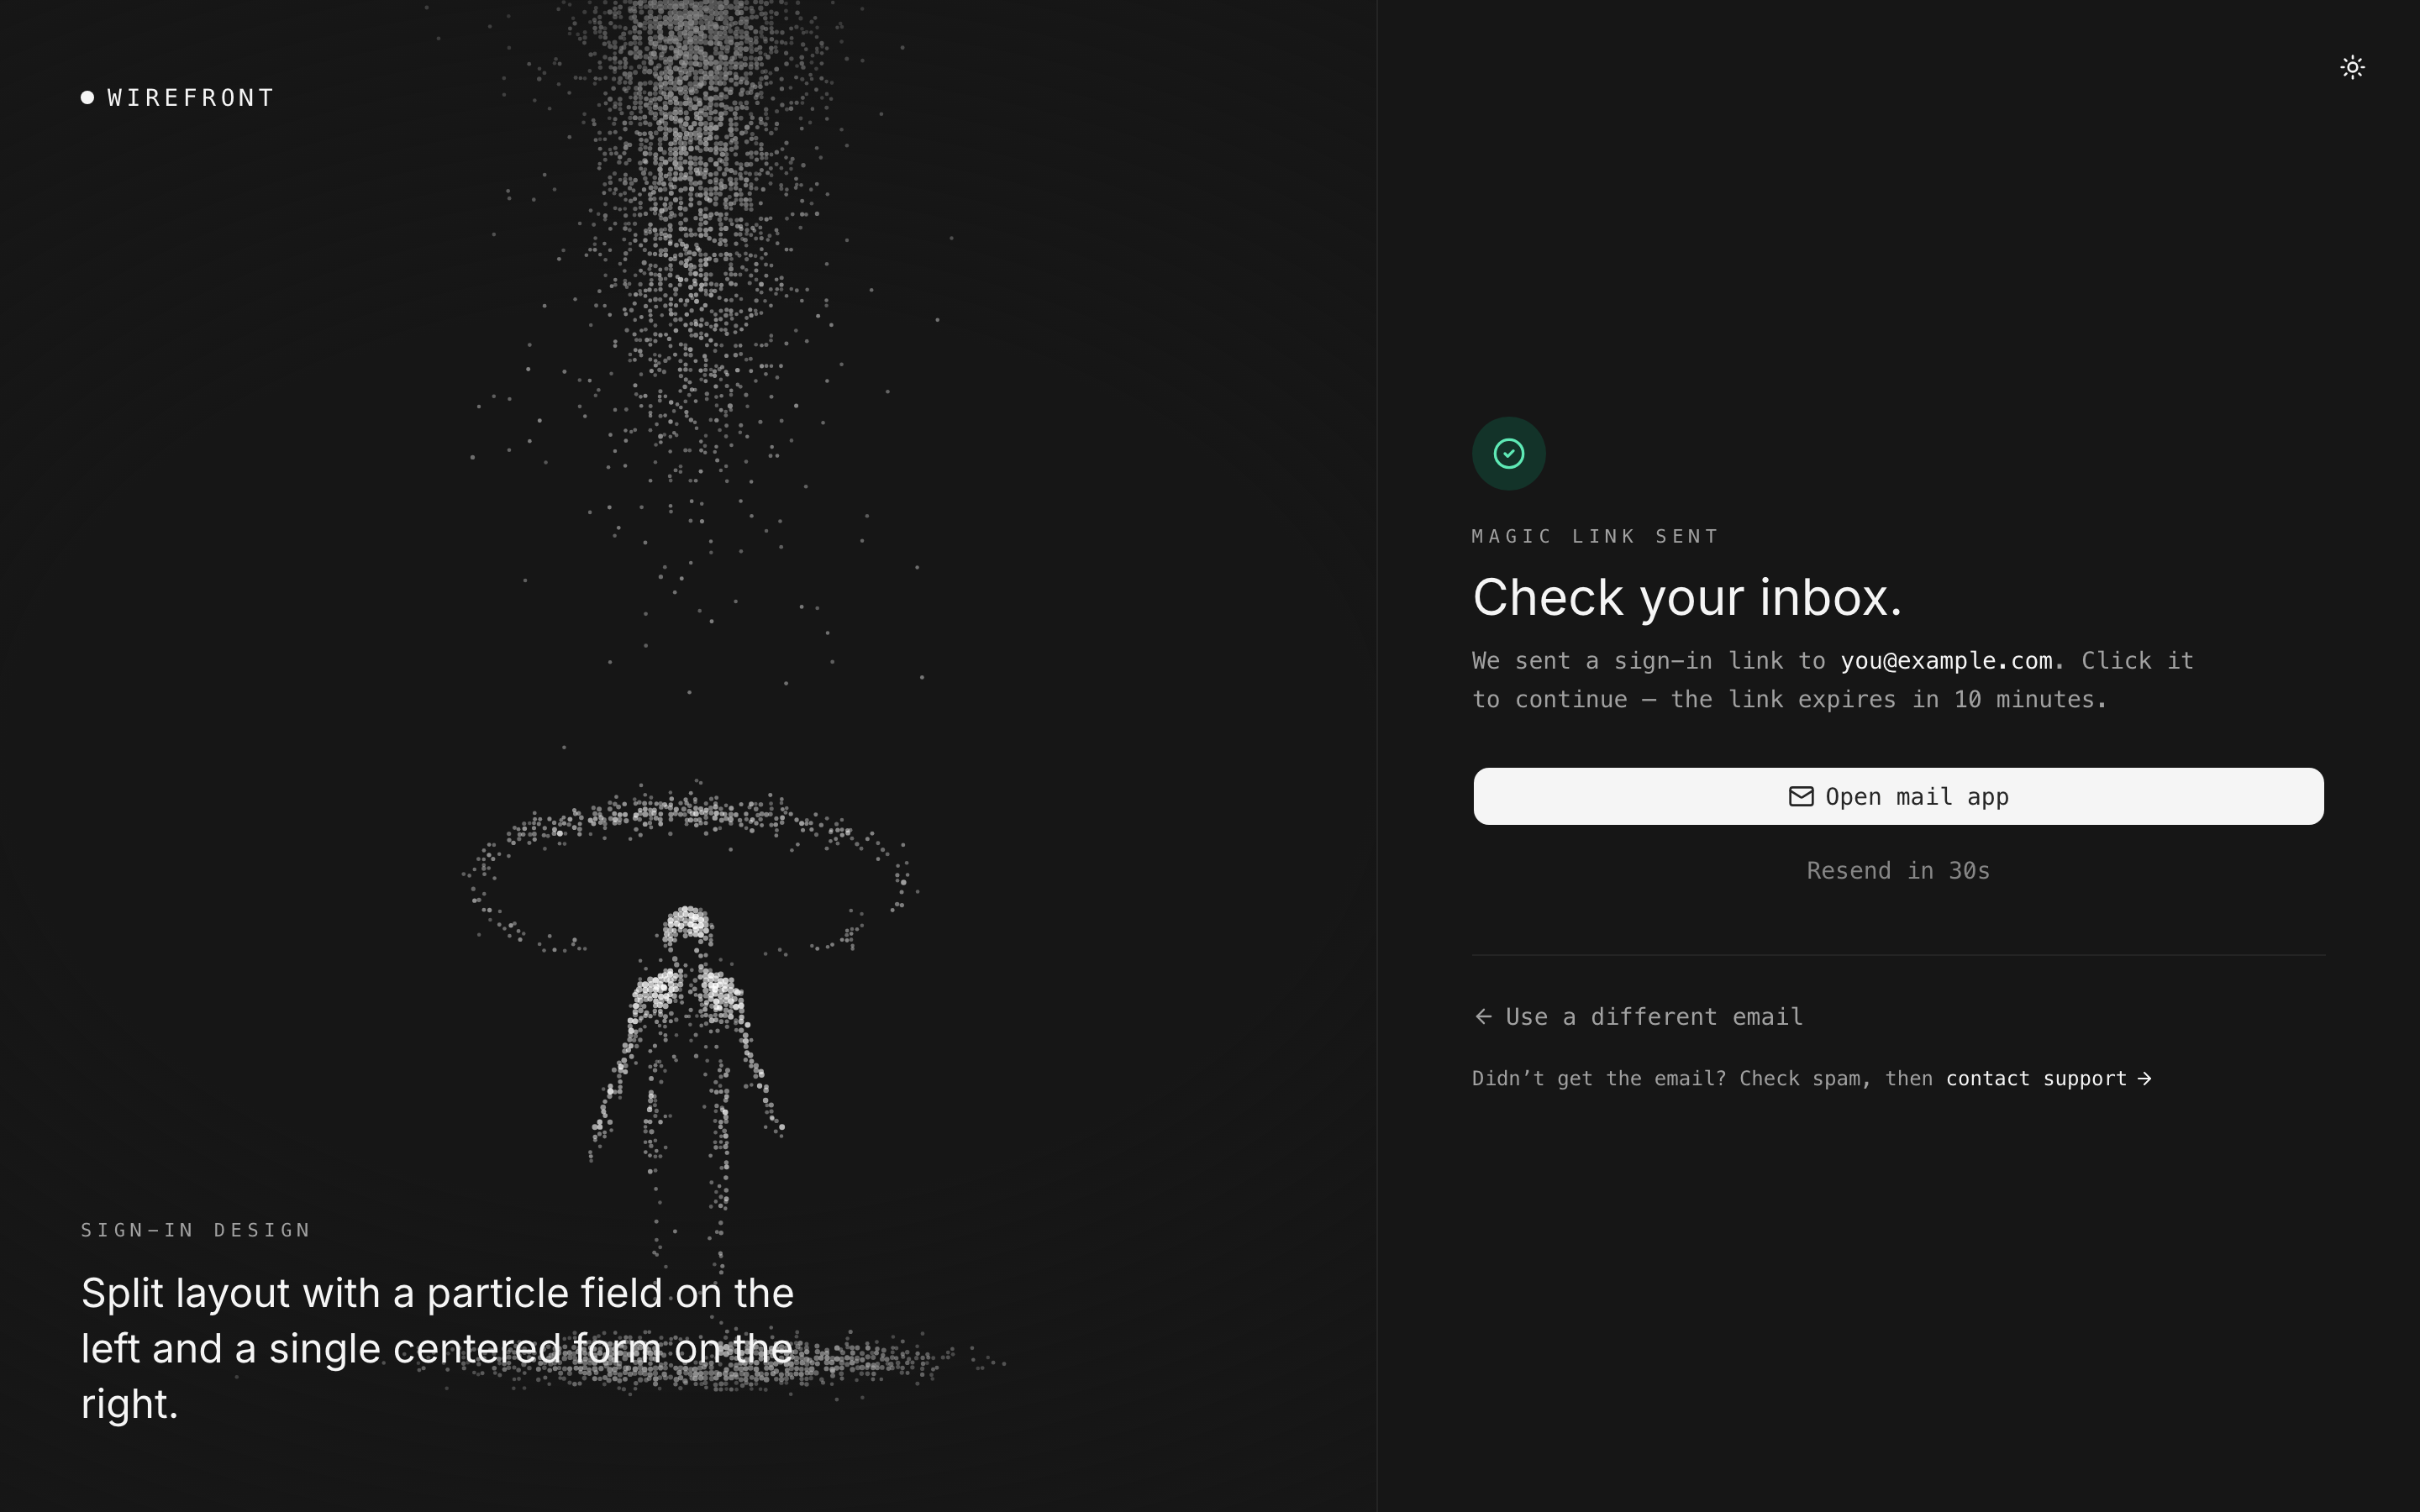 WIREFRONT
SIGN-IN DESIGN
Split layout with a particle field on the
left and a single centered form on the
right.
MAGIC LINK SENT
Check your inbox.
We sent a sign-in link to you@example.com. Click it
to continue — the link expires in 10 minutes.
Open mail app
Resend in 30s
← Use a different email
Didn’t get the email? Check spam, then contact support →